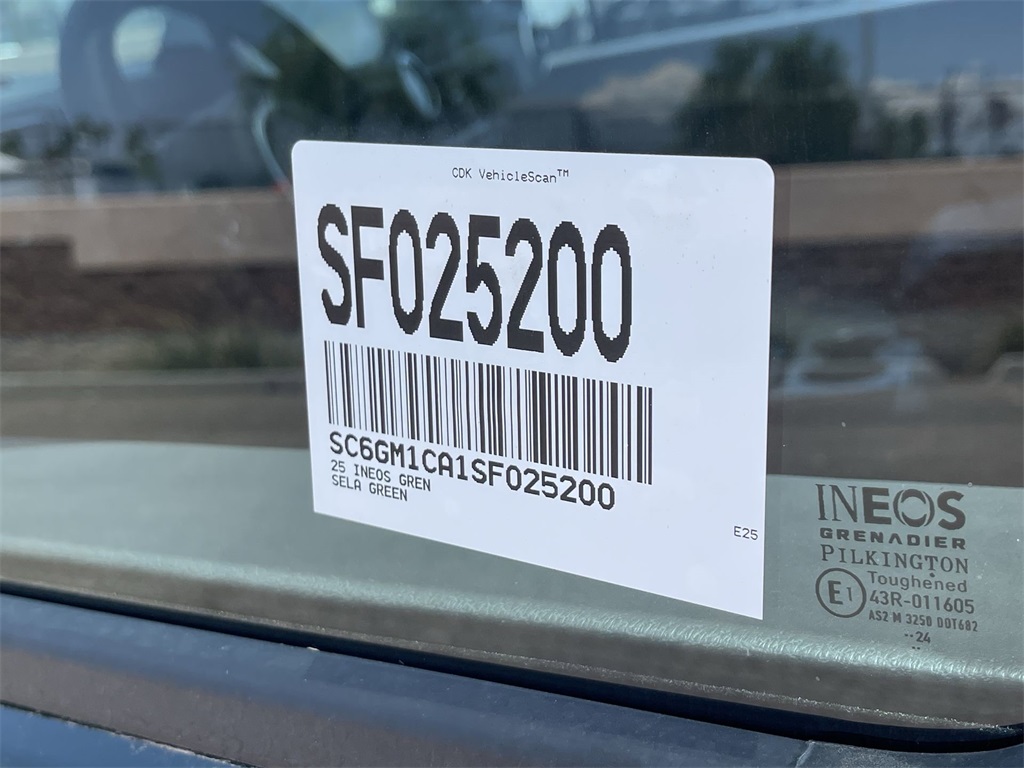 CDK VehicleScan™
SF025200
SC6GM1CA1SF025200
25 INEOS GREN
SELA GREEN
E25
INEOS
GRENADIER
PILKINGTON
Toughened
E1
43R-011605
AS2 M 325D DOT682
··24